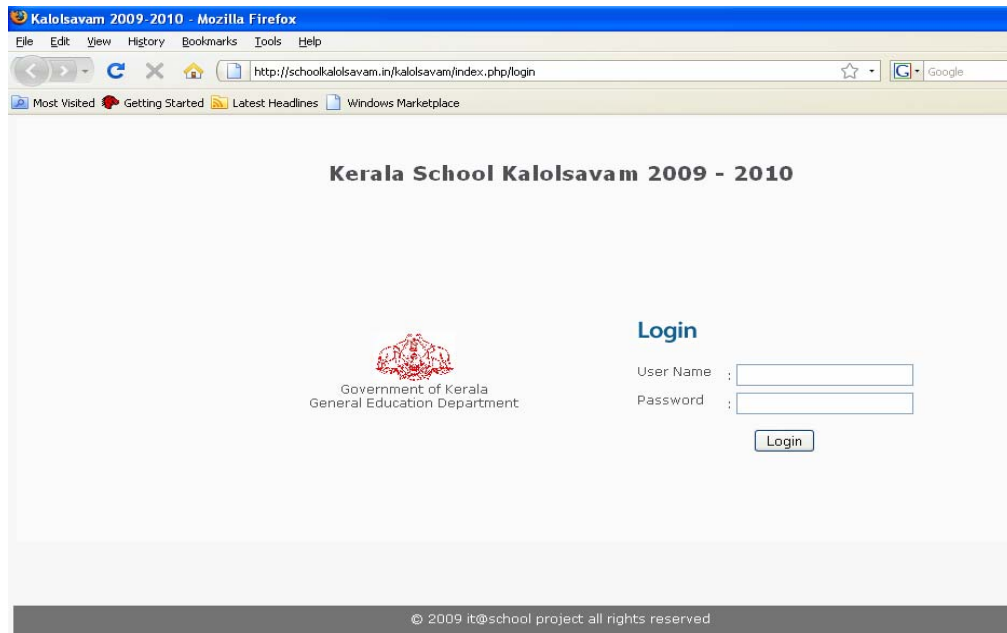 Kalolsavam 2009-2010 - Mozilla Firefox
File Edit View History Bookmarks Tools Help
http://schoolkalolsavam.in/kalolsavam/index.php/login
G Google
Most Visited Getting Started Latest Headlines Windows Marketplace
Kerala School Kalolsavam 2009 - 2010
Login
User Name :
Password :
Login
Government of Kerala
General Education Department
© 2009 it@school project all rights reserved